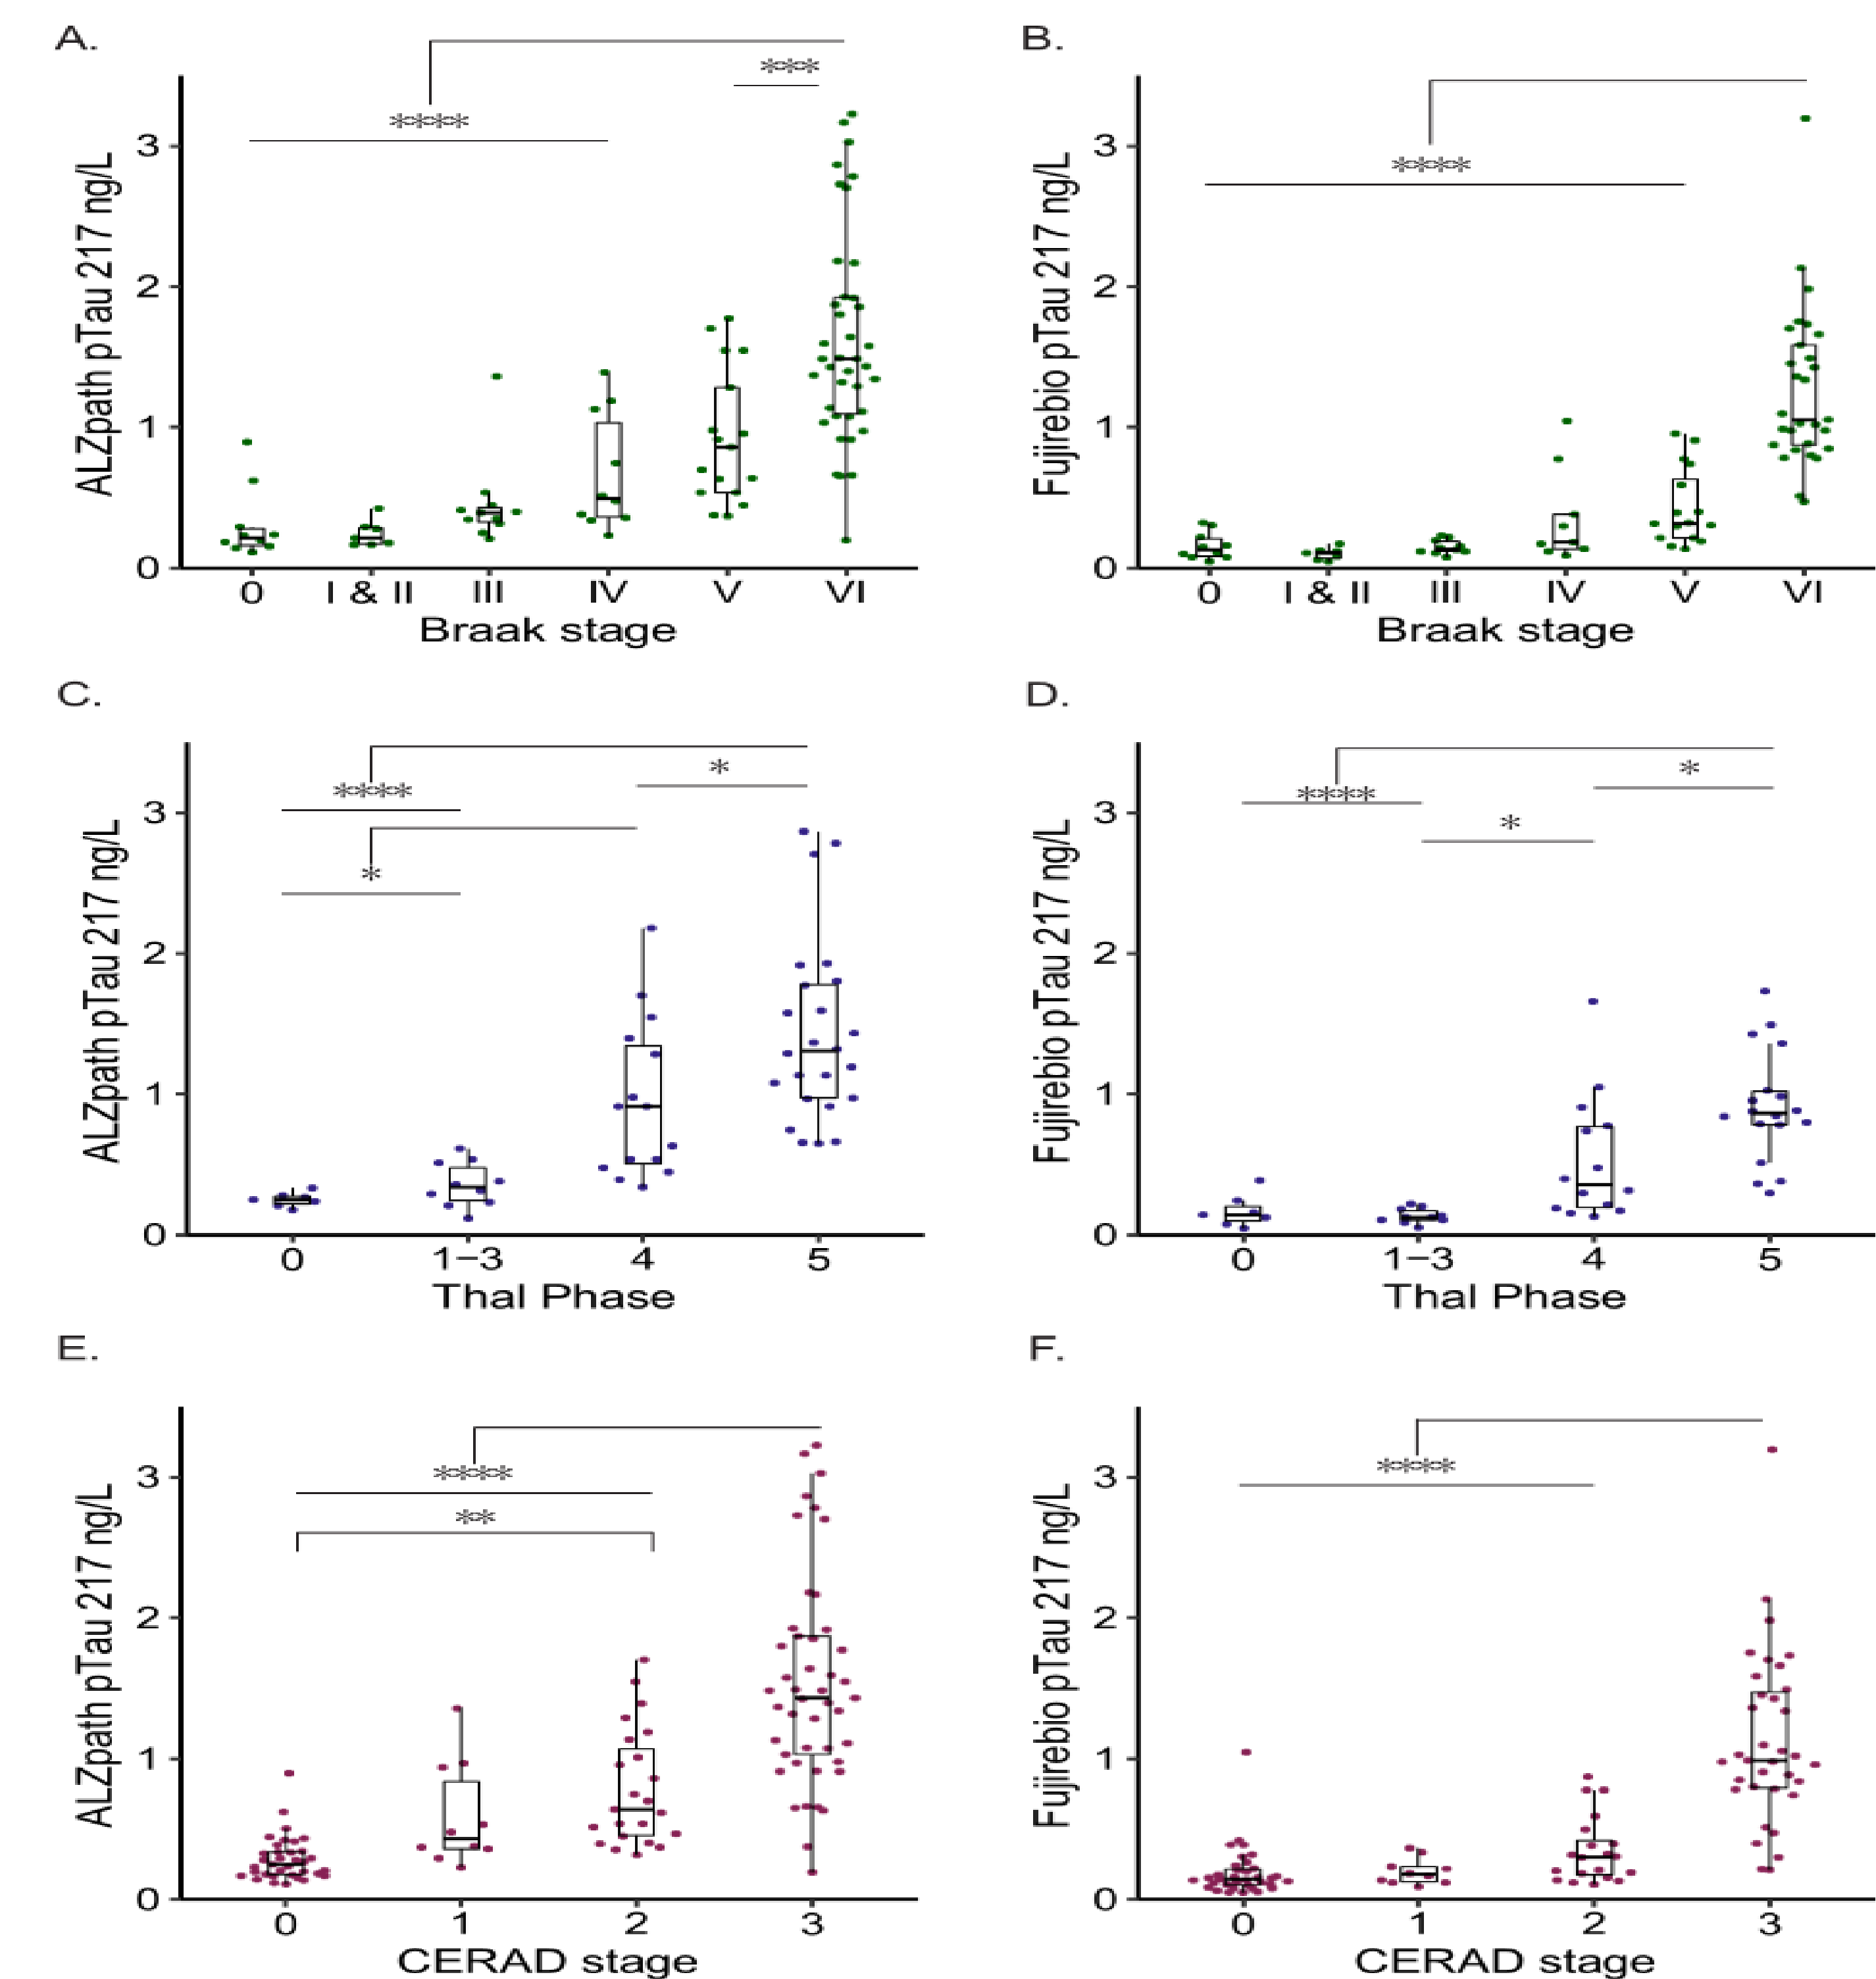 A.
****
***
ALZpath pTau 217 ng/L
3
2
1
0
0 I & II III IV V VI
Braak stage
B.
****
Fujirebio pTau 217 ng/L
3
2
1
0
0 I & II III IV V VI
Braak stage
C.
****
*
*
ALZpath pTau 217 ng/L
3
2
1
0
0 1−3 4 5
Thal Phase
D.
****
*
*
Fujirebio pTau 217 ng/L
3
2
1
0
0 1−3 4 5
Thal Phase
E.
****
**
ALZpath pTau 217 ng/L
3
2
1
0
0 1 2 3
CERAD stage
F.
****
Fujirebio pTau 217 ng/L
3
2
1
0
0 1 2 3
CERAD stage